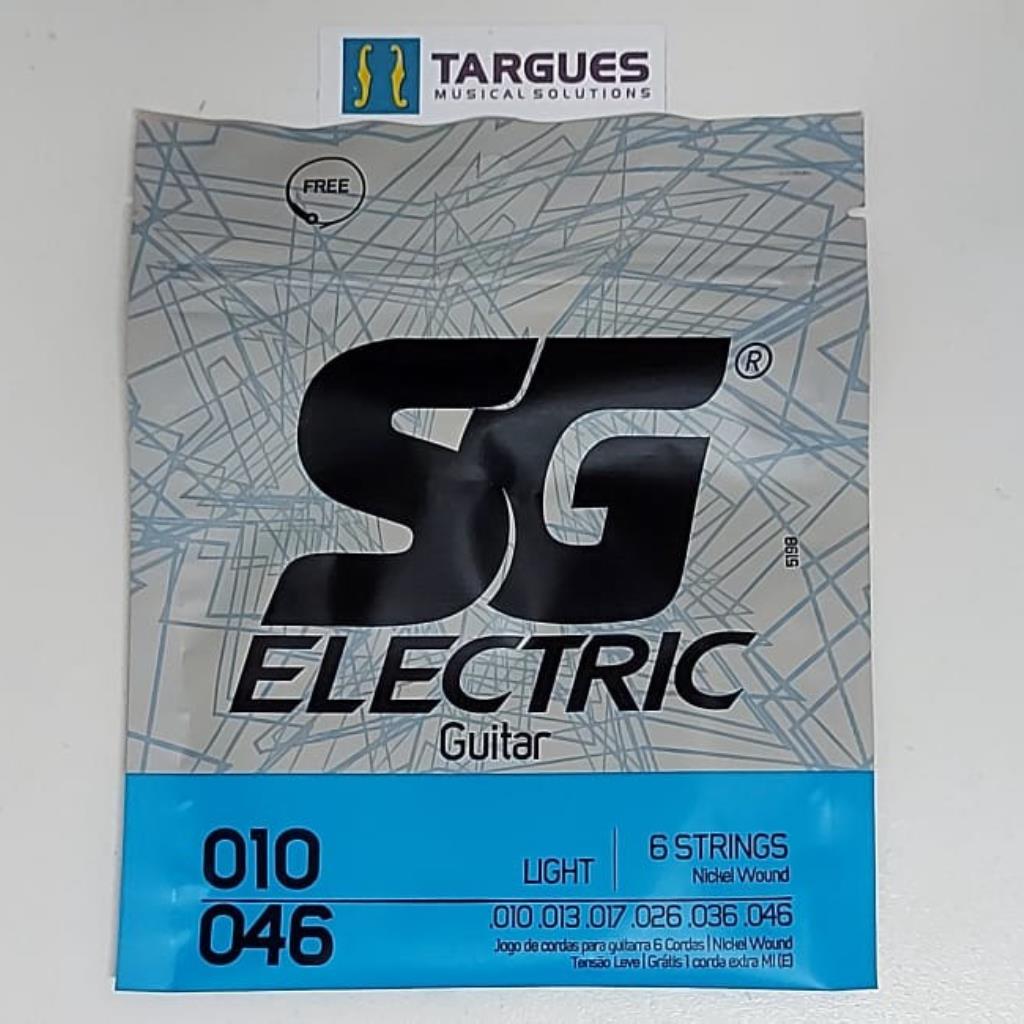 TARGUES
MUSICAL SOLUTIONS
FREE
SG®
5198
ELECTRIC
Guitar
010
046
LIGHT
6 STRINGS
Nickel Wound
.010 .013 .017 .026 .036 .046
Jogo de cordas para guitarra 6 Cordas | Nickel Wound
Tensão Leve | Grátis 1 corda extra MI (E)